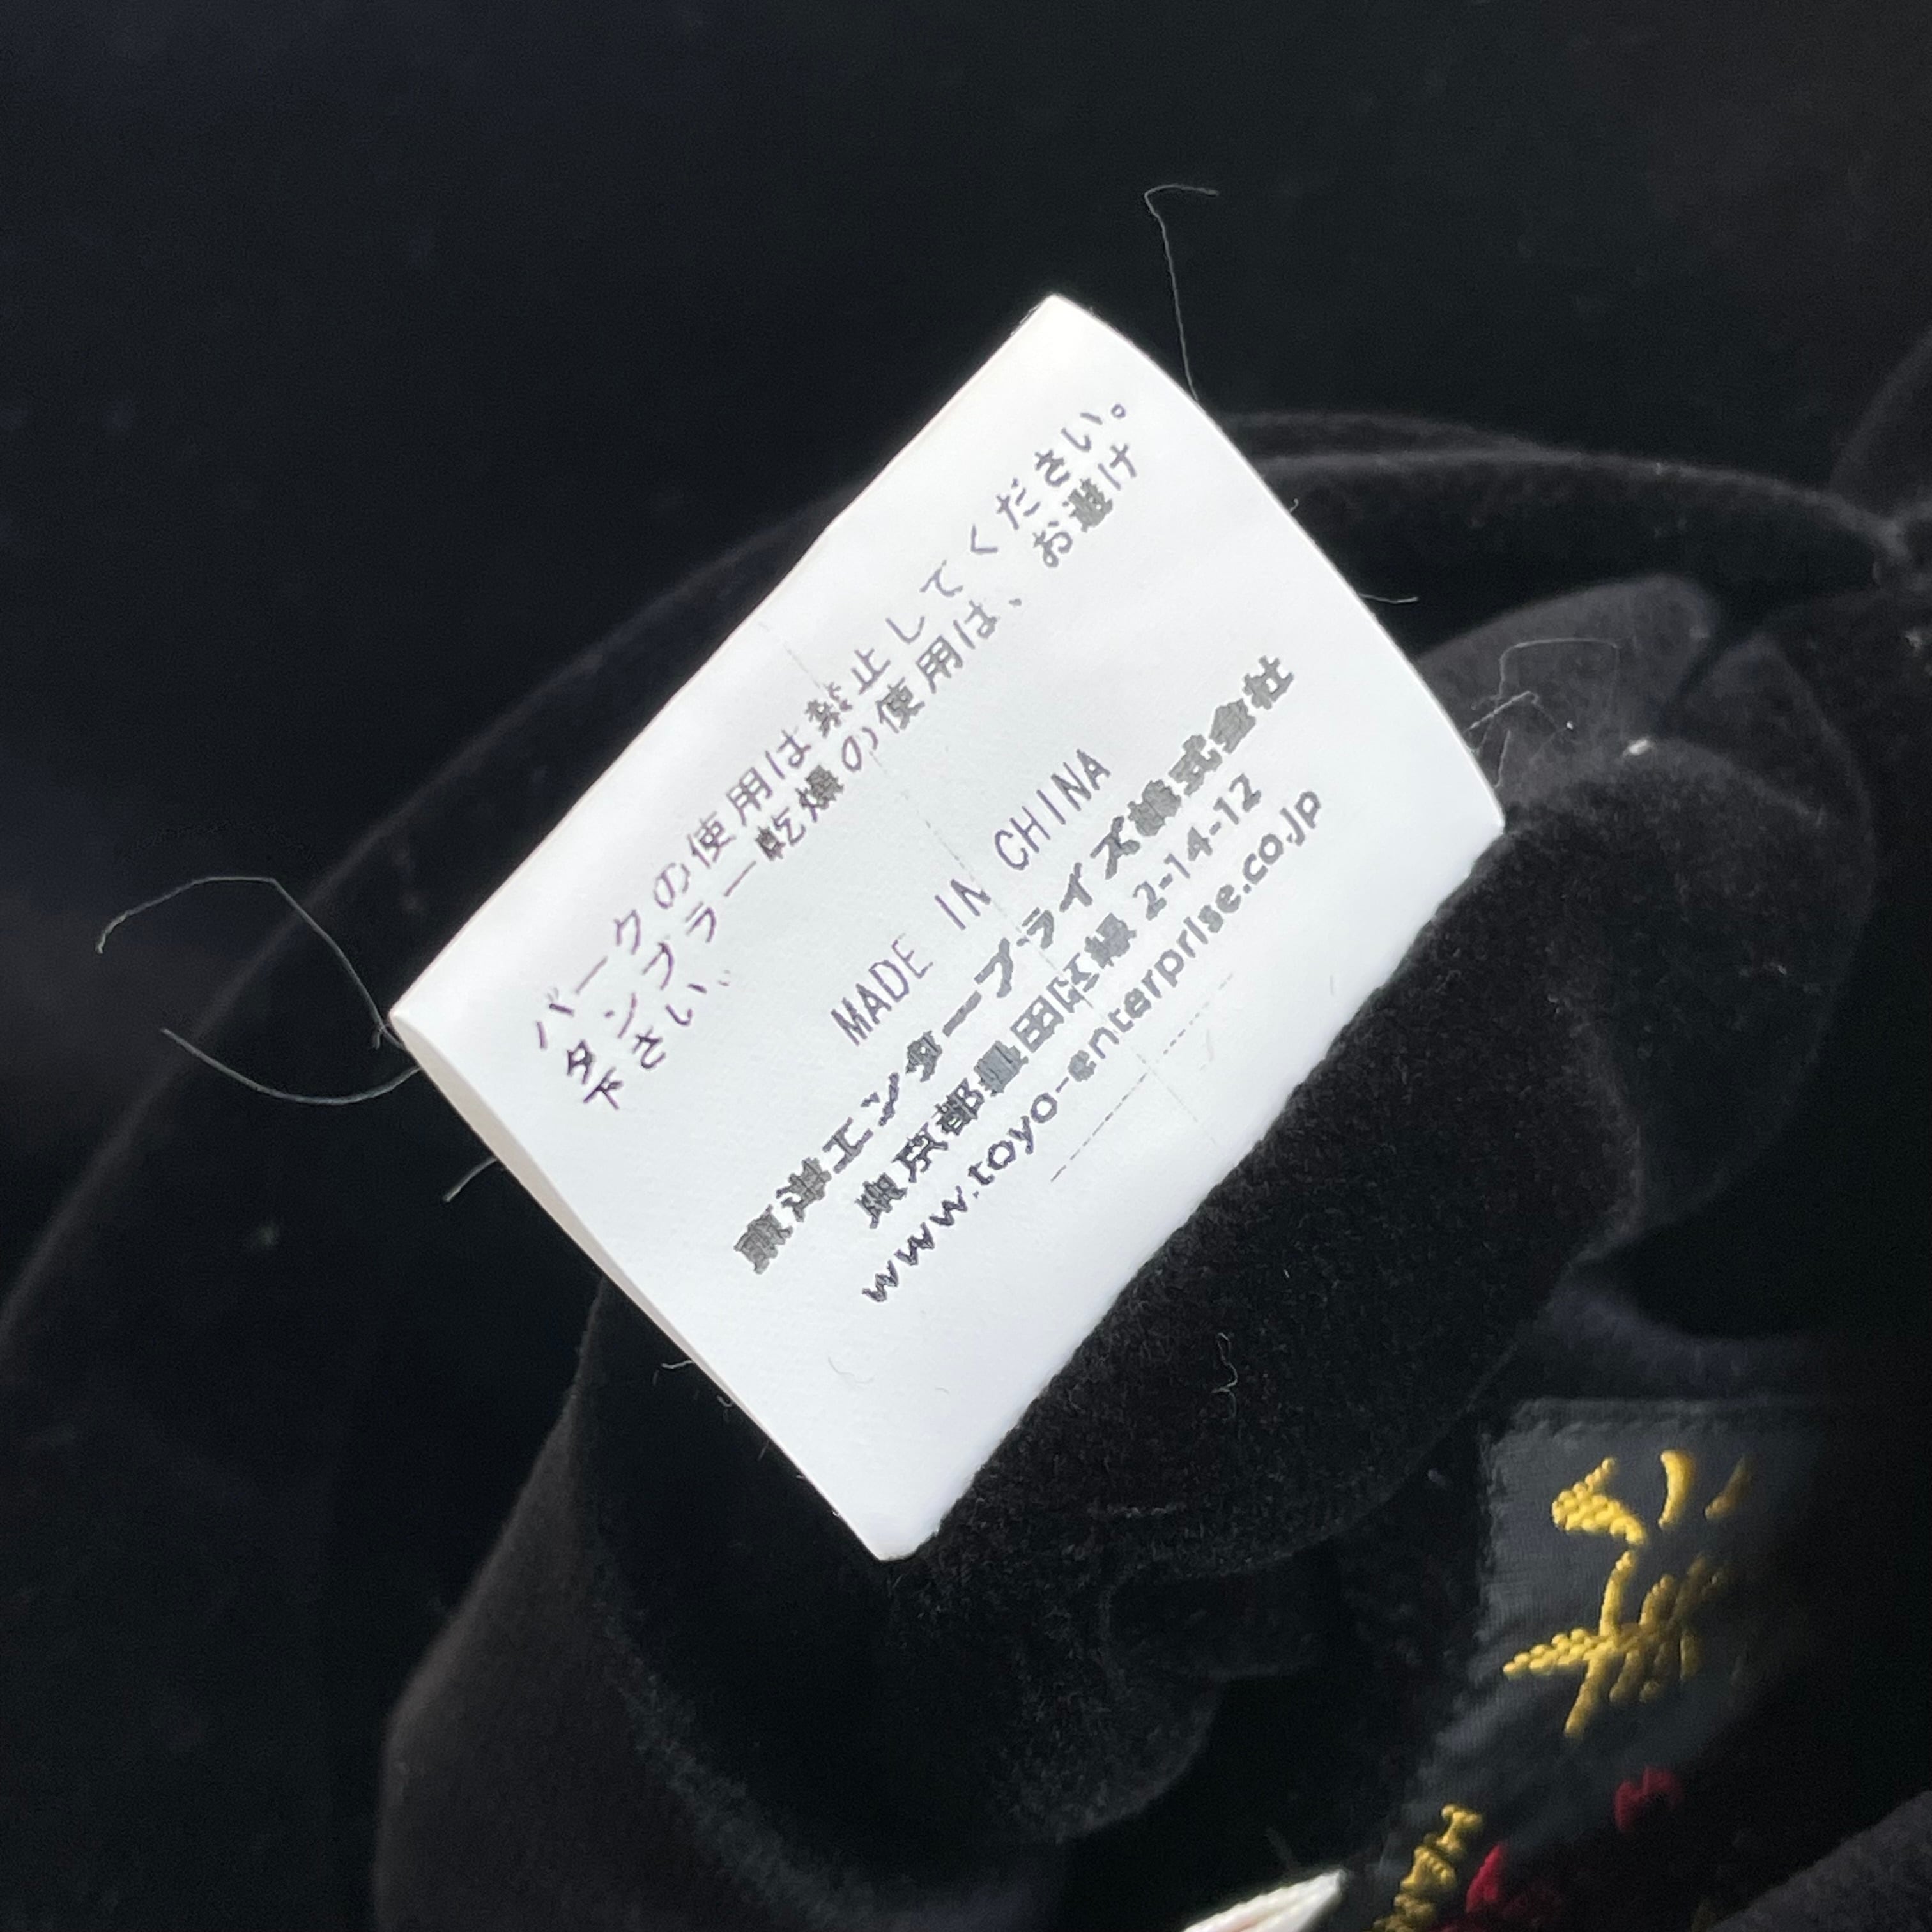 パークの使用は禁止してください。
タンブラー乾燥の使用は、お避け
下さい。
MADE IN CHINA
東洋エンタープライズ株式会社
東京都墨田区緑 2-14-12
www.toyo-enterprise.co.jp